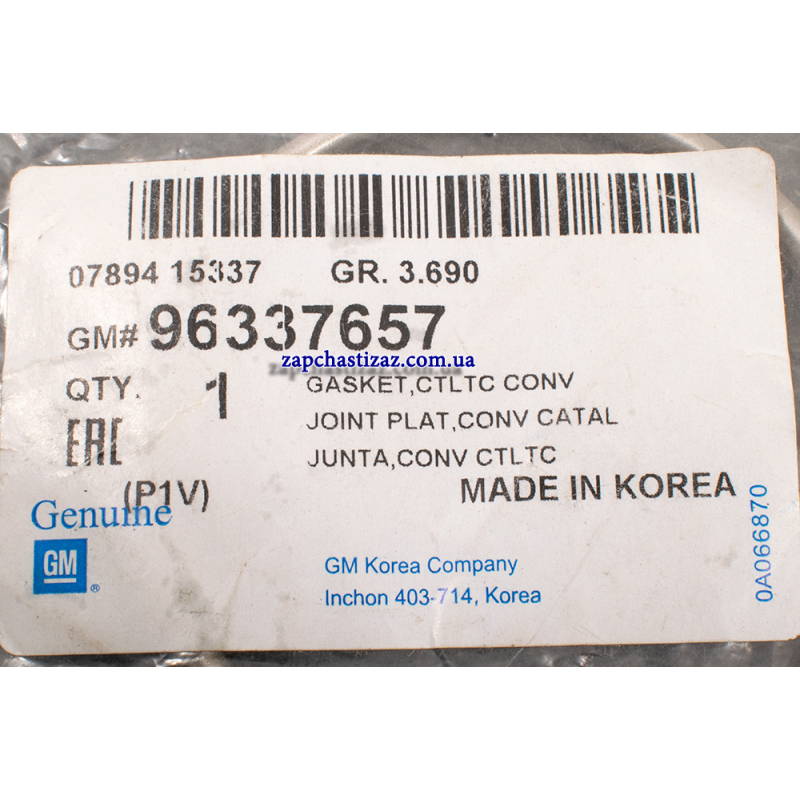 07894 15337 GR. 3.690
GM# 96337657
zapchastizaz.com.ua
QTY. 1 GASKET,CTLTC CONV
JOINT PLAT,CONV CATAL
EAC JUNTA,CONV CTLTC
(P1V) MADE IN KOREA
Genuine
GM ®
GM Korea Company
Inchon 403-714, Korea
0A066870